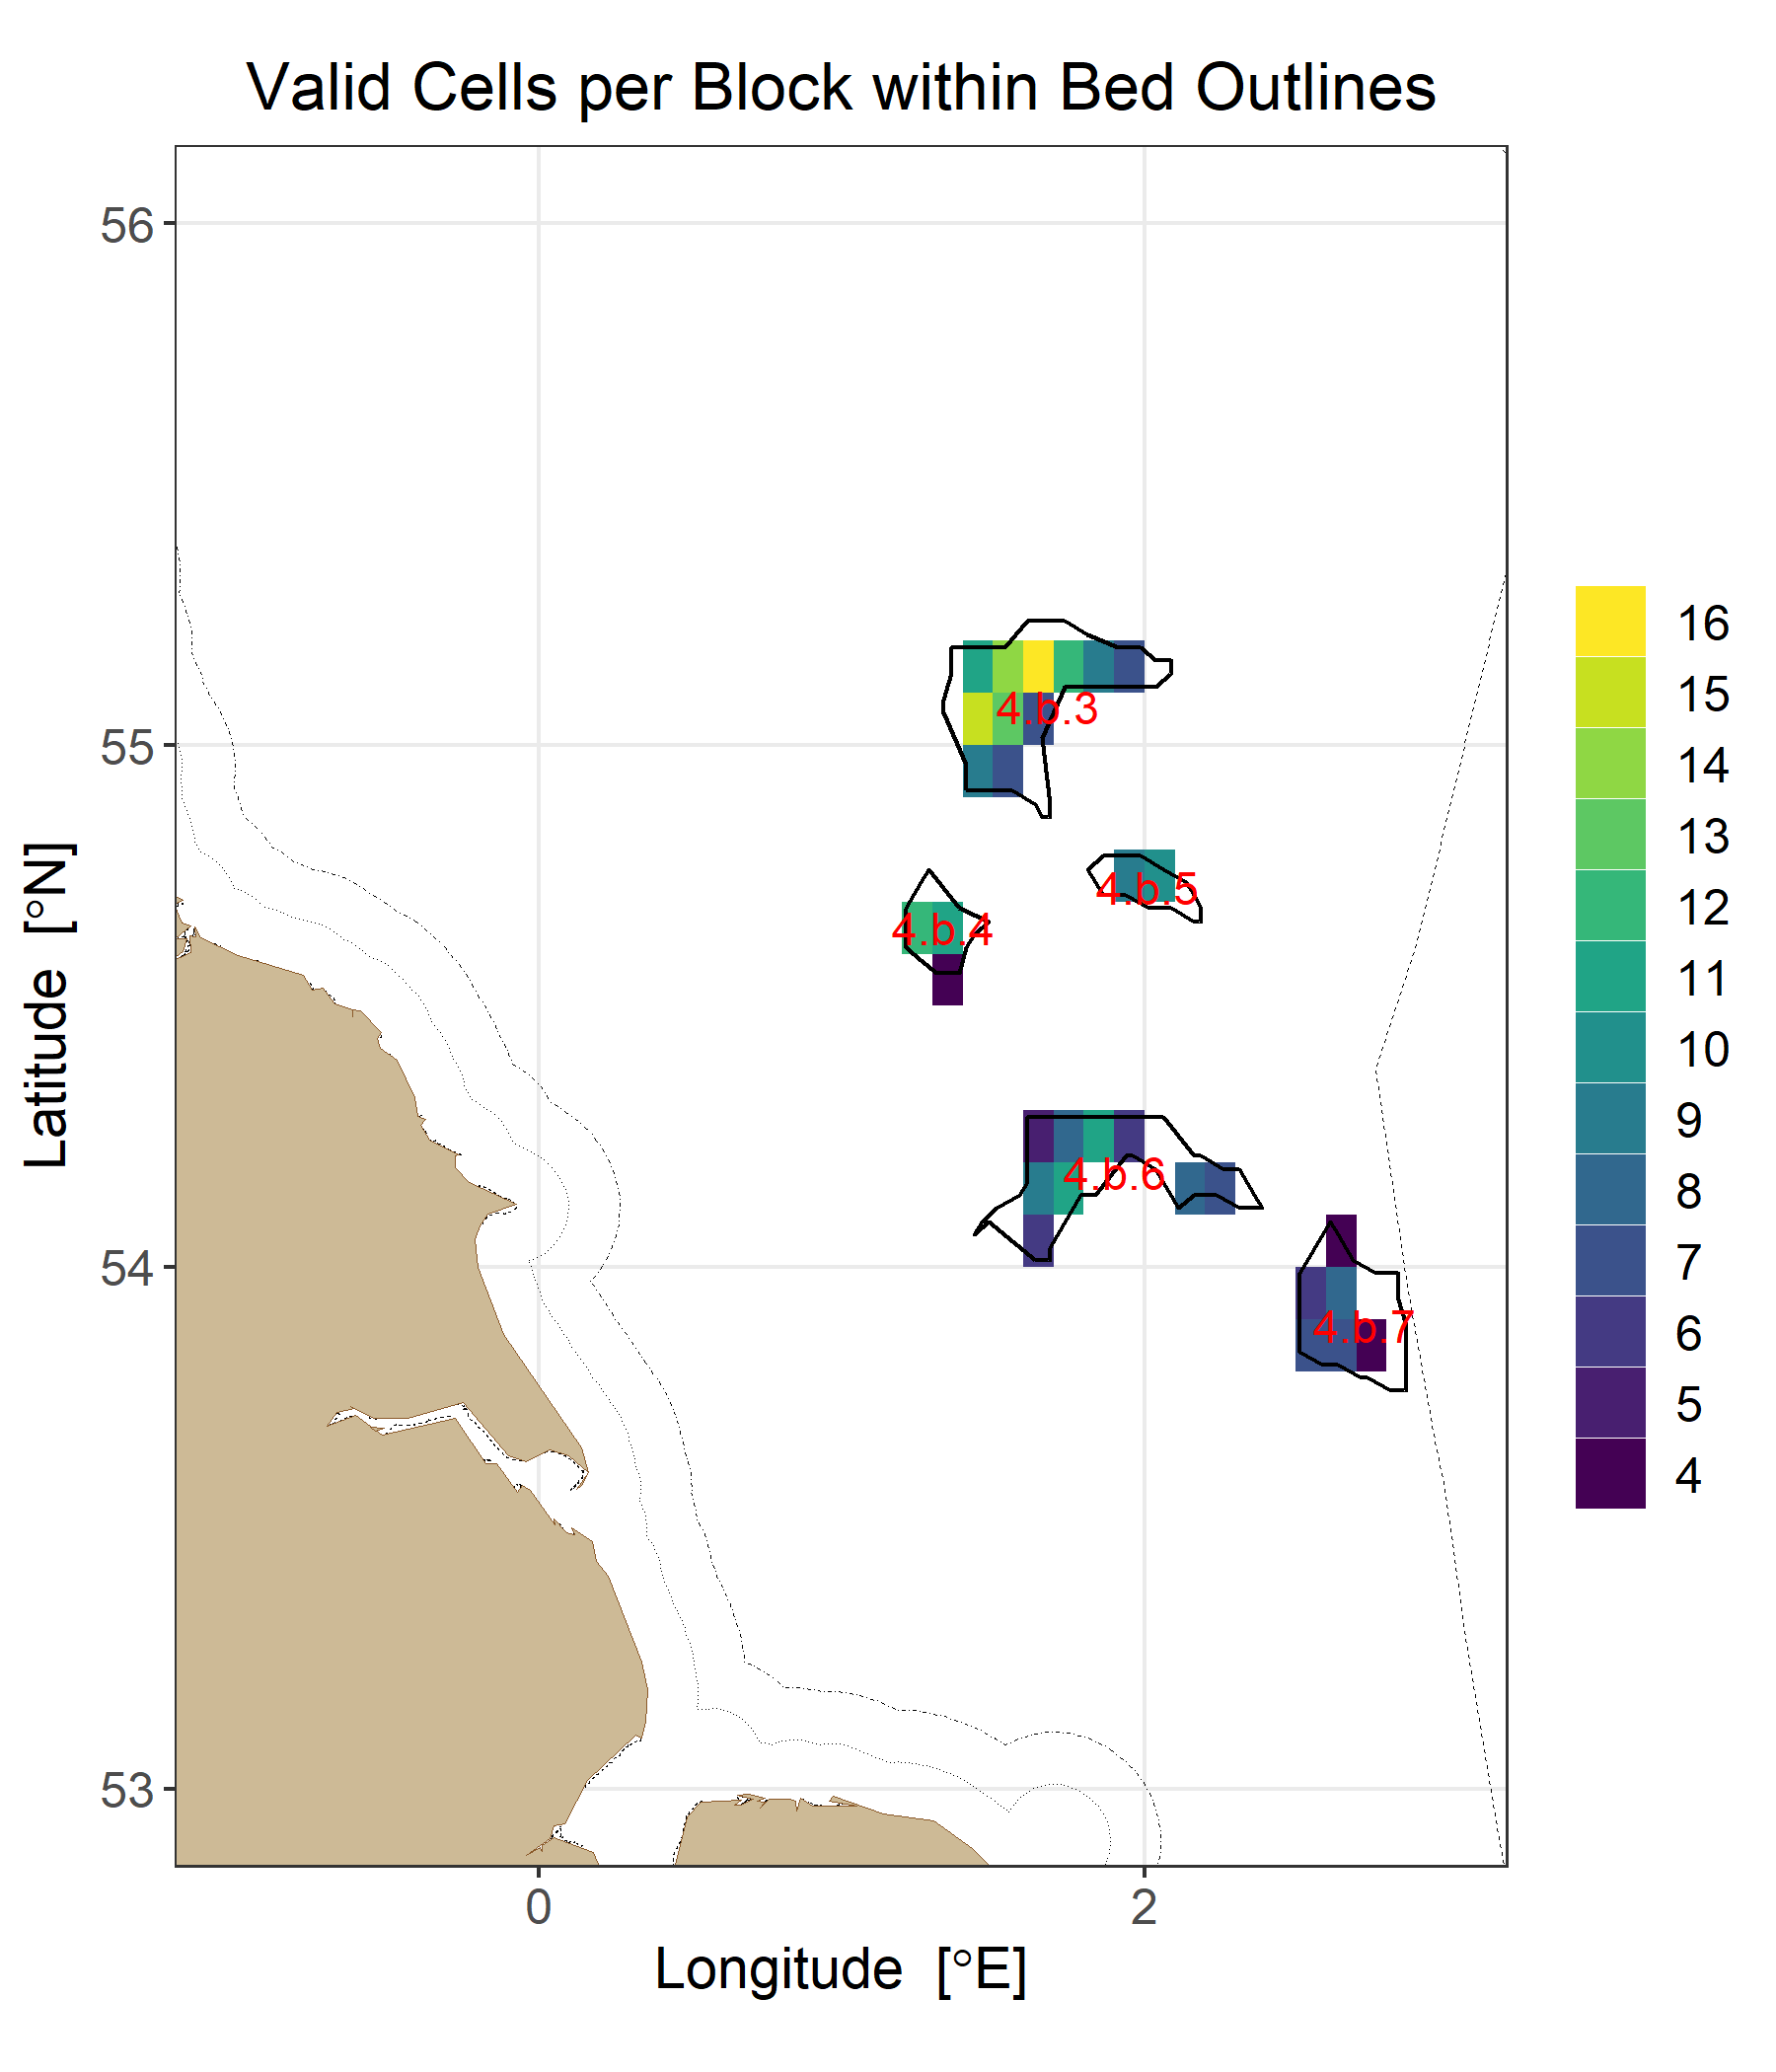 Valid Cells per Block within Bed Outlines
56
55
54
53
Latitude [°N]
0
2
Longitude [°E]
4.b.3
4.b.5
4.b.4
4.b.6
4.b.7
16
15
14
13
12
11
10
9
8
7
6
5
4